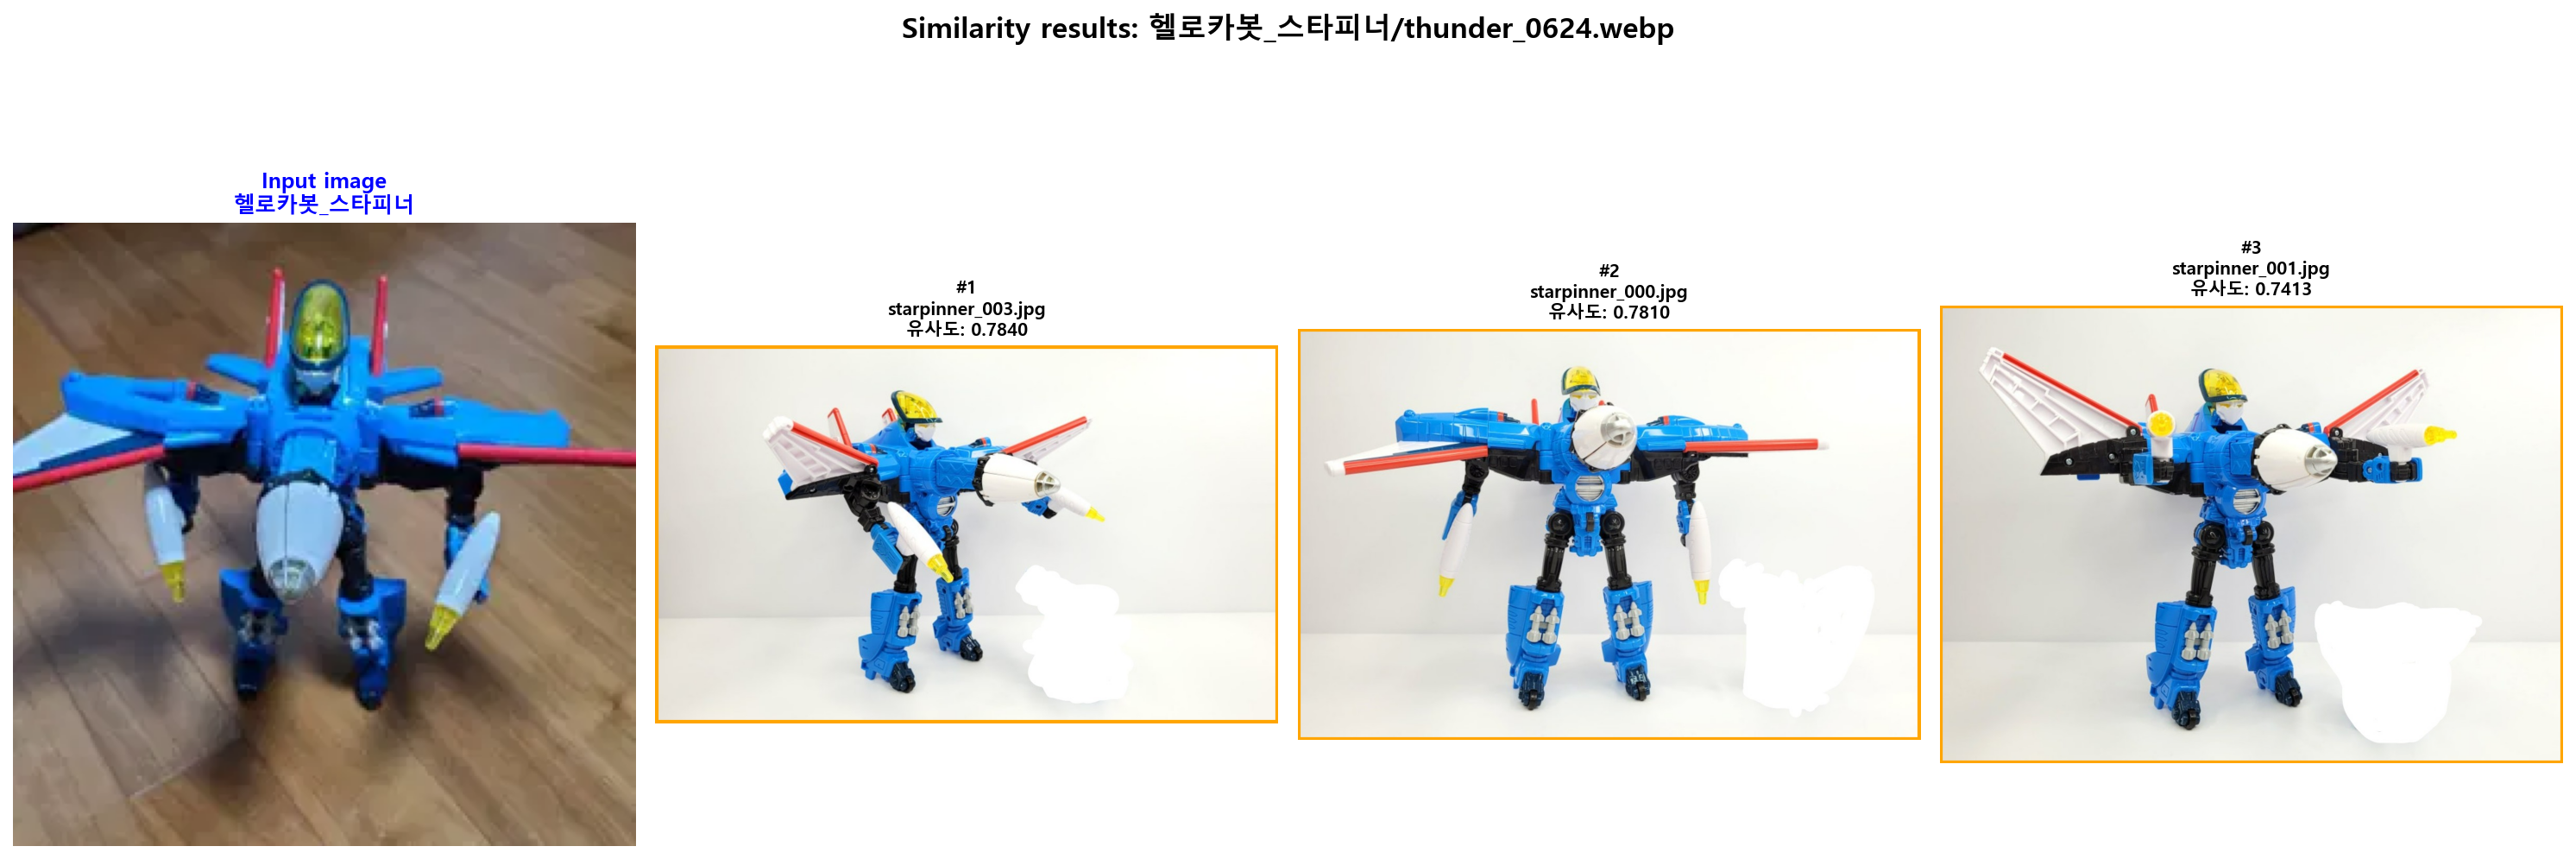 Similarity results: 헬로카봇_스타피너/thunder_0624.webp
Input image
헬로카봇_스타피너
#1
starpinner_003.jpg
유사도: 0.7840
#2
starpinner_000.jpg
유사도: 0.7810
#3
starpinner_001.jpg
유사도: 0.7413